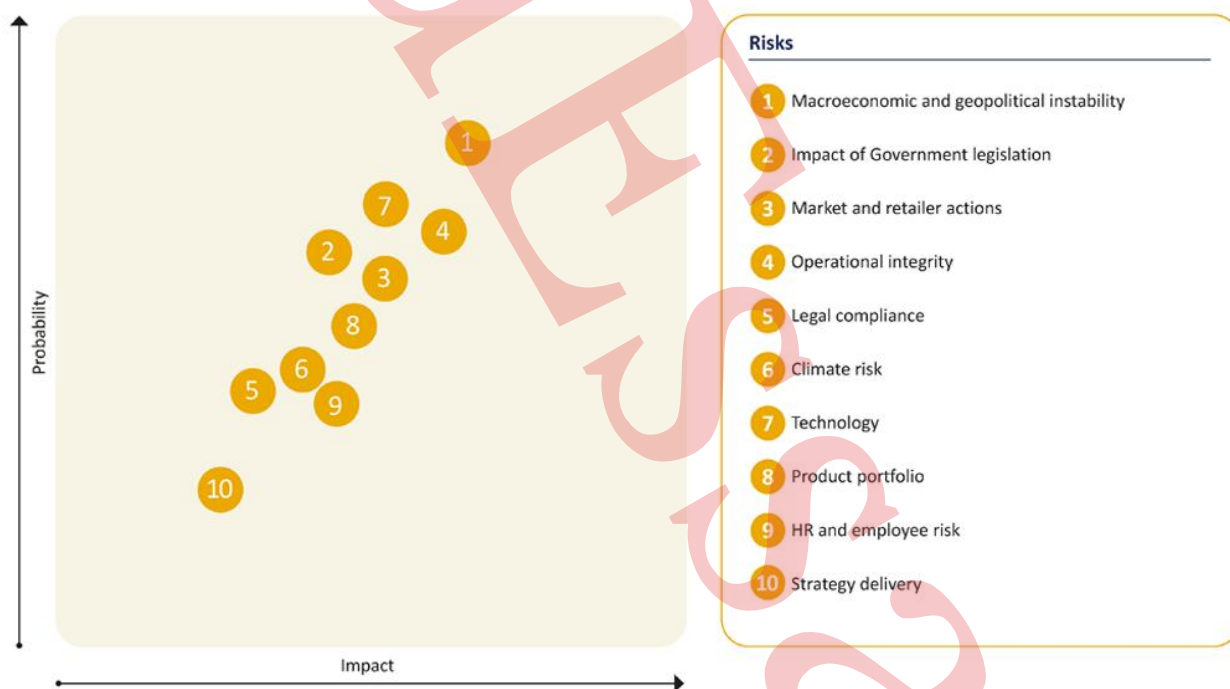 Risks
1 Macroeconomic and geopolitical instability
2 Impact of Government legislation
3 Market and retailer actions
4 Operational integrity
5 Legal compliance
6 Climate risk
7 Technology
8 Product portfolio
9 HR and employee risk
10 Strategy delivery
1
7
4
2
3
8
6
5
9
10
Probability
Impact